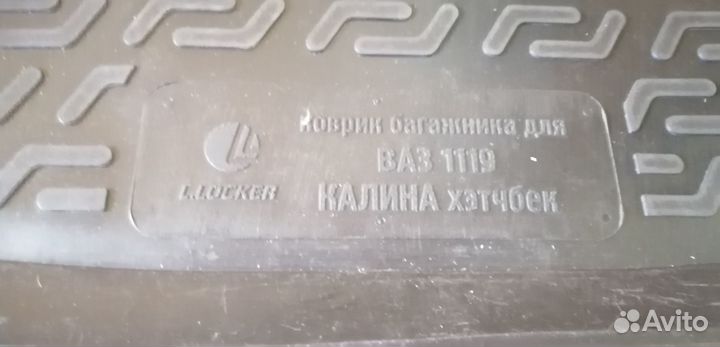 Коврик багажника для
ВАЗ 1119
КАЛИНА хэтчбек
L.LOCKER
Avito